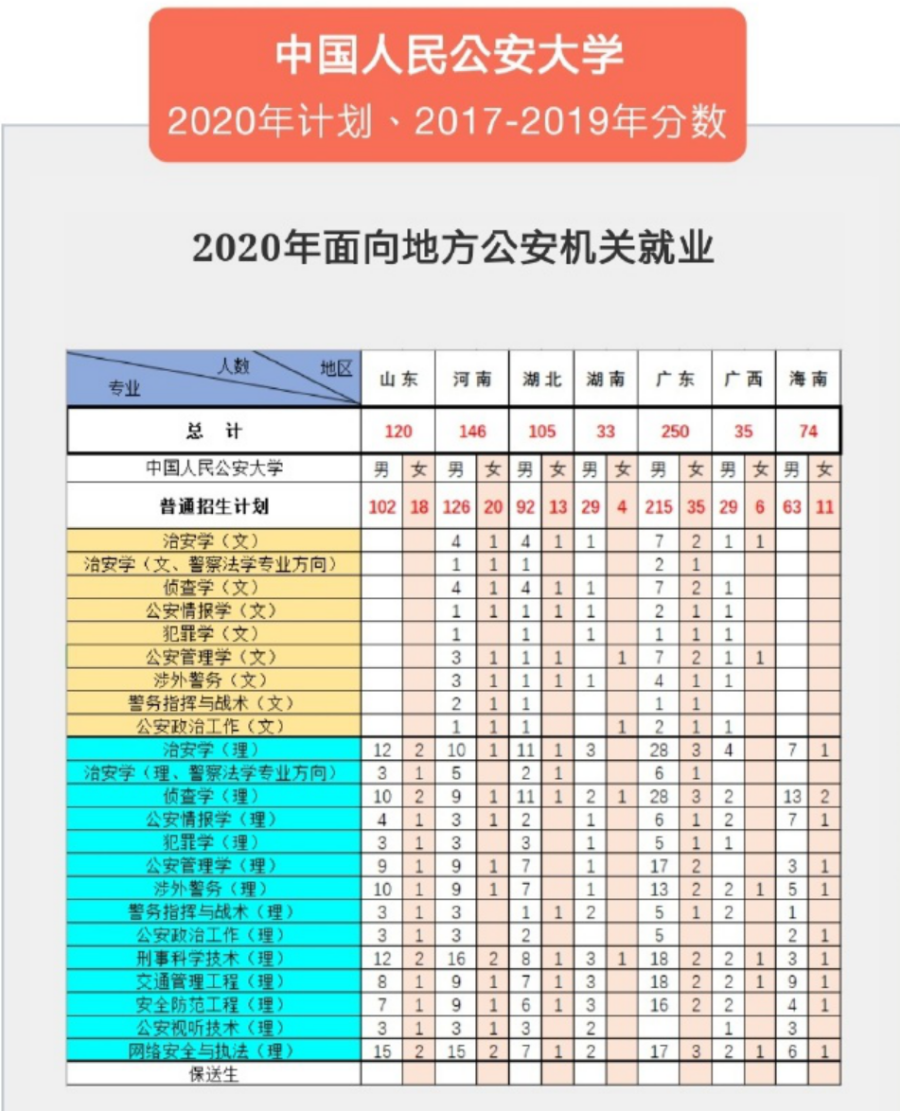 中国人民公安大学
2020年计划、2017-2019年分数
2020年面向地方公安机关就业
人数 地区 专业 山东 河南 湖北 湖南 广东 广西 海南
总计 120 146 105 33 250 35 74
中国人民公安大学 男 女 男 女 男 女 男 女 男 女 男 女 男 女
普通招生计划 102 18 126 20 92 13 29 4 215 35 29 6 63 11
治安学（文） 4 1 4 1 1 7 2 1 1
治安学（文、警察法学专业方向） 1 1 1 2 1
侦查学（文） 4 1 4 1 1 7 2 1
公安情报学（文） 1 1 1 1 1 2 1 1
犯罪学（文） 1 1 1 1 1 1
公安管理学（文） 3 1 1 1 1 7 2 1 1
涉外警务（文） 3 1 1 1 1 4 1 1
警务指挥与战术（文） 2 1 1 1 1
公安政治工作（文） 1 1 1 1 2 1 1
治安学（理） 12 2 10 1 11 1 3 28 3 4 7 1
治安学（理、警察法学专业方向） 3 1 5 2 1 6 1
侦查学（理） 10 2 9 1 11 1 2 1 28 3 2 13 2
公安情报学（理） 4 1 3 1 2 1 6 1 2 7 1
犯罪学（理） 3 1 3 3 1 5 1 1
公安管理学（理） 9 1 9 1 7 1 17 2 3 1
涉外警务（理） 10 1 9 1 7 1 13 2 2 1 5 1
警务指挥与战术（理） 3 1 3 1 1 2 5 1 2 1
公安政治工作（理） 3 1 3 2 5 2 1
刑事科学技术（理） 12 2 16 2 8 1 3 1 18 2 2 1 3 1
交通管理工程（理） 8 1 9 1 7 1 3 18 2 2 1 9 1
安全防范工程（理） 7 1 9 1 6 1 3 16 2 2 4 1
公安视听技术（理） 3 1 3 1 3 2 1 3
网络安全与执法（理） 15 2 15 2 7 1 2 17 3 2 1 6 1
保送生